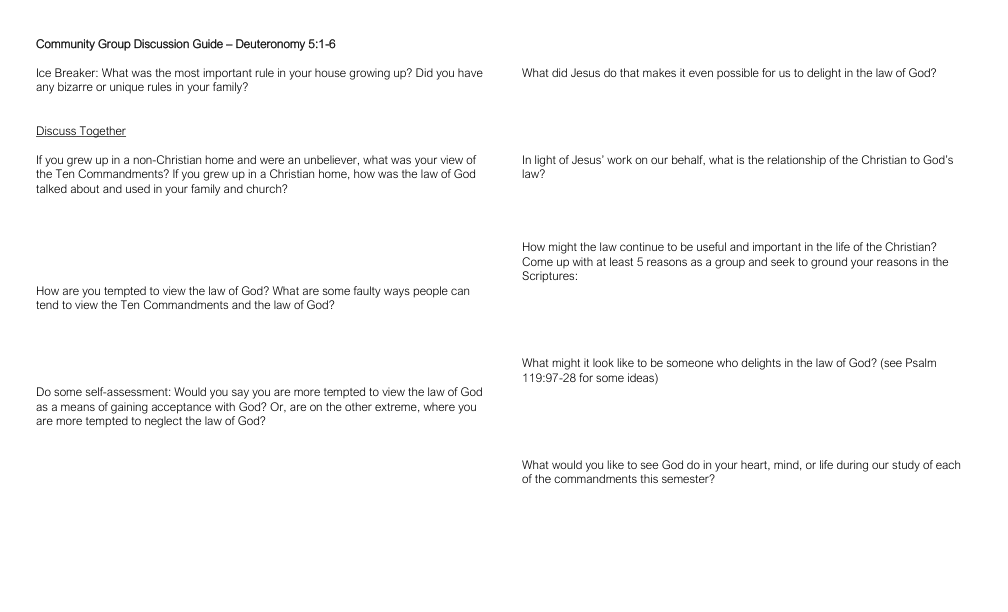 Community Group Discussion Guide – Deuteronomy 5:1-6
Ice Breaker: What was the most important rule in your house growing up? Did you have
any bizarre or unique rules in your family?
Discuss Together
If you grew up in a non-Christian home and were an unbeliever, what was your view of
the Ten Commandments? If you grew up in a Christian home, how was the law of God
talked about and used in your family and church?
How are you tempted to view the law of God? What are some faulty ways people can
tend to view the Ten Commandments and the law of God?
Do some self-assessment: Would you say you are more tempted to view the law of God
as a means of gaining acceptance with God? Or, are on the other extreme, where you
are more tempted to neglect the law of God?
What did Jesus do that makes it even possible for us to delight in the law of God?
In light of Jesus' work on our behalf, what is the relationship of the Christian to God's
law?
How might the law continue to be useful and important in the life of the Christian?
Come up with at least 5 reasons as a group and seek to ground your reasons in the
Scriptures:
What might it look like to be someone who delights in the law of God? (see Psalm
119:97-28 for some ideas)
What would you like to see God do in your heart, mind, or life during our study of each
of the commandments this semester?